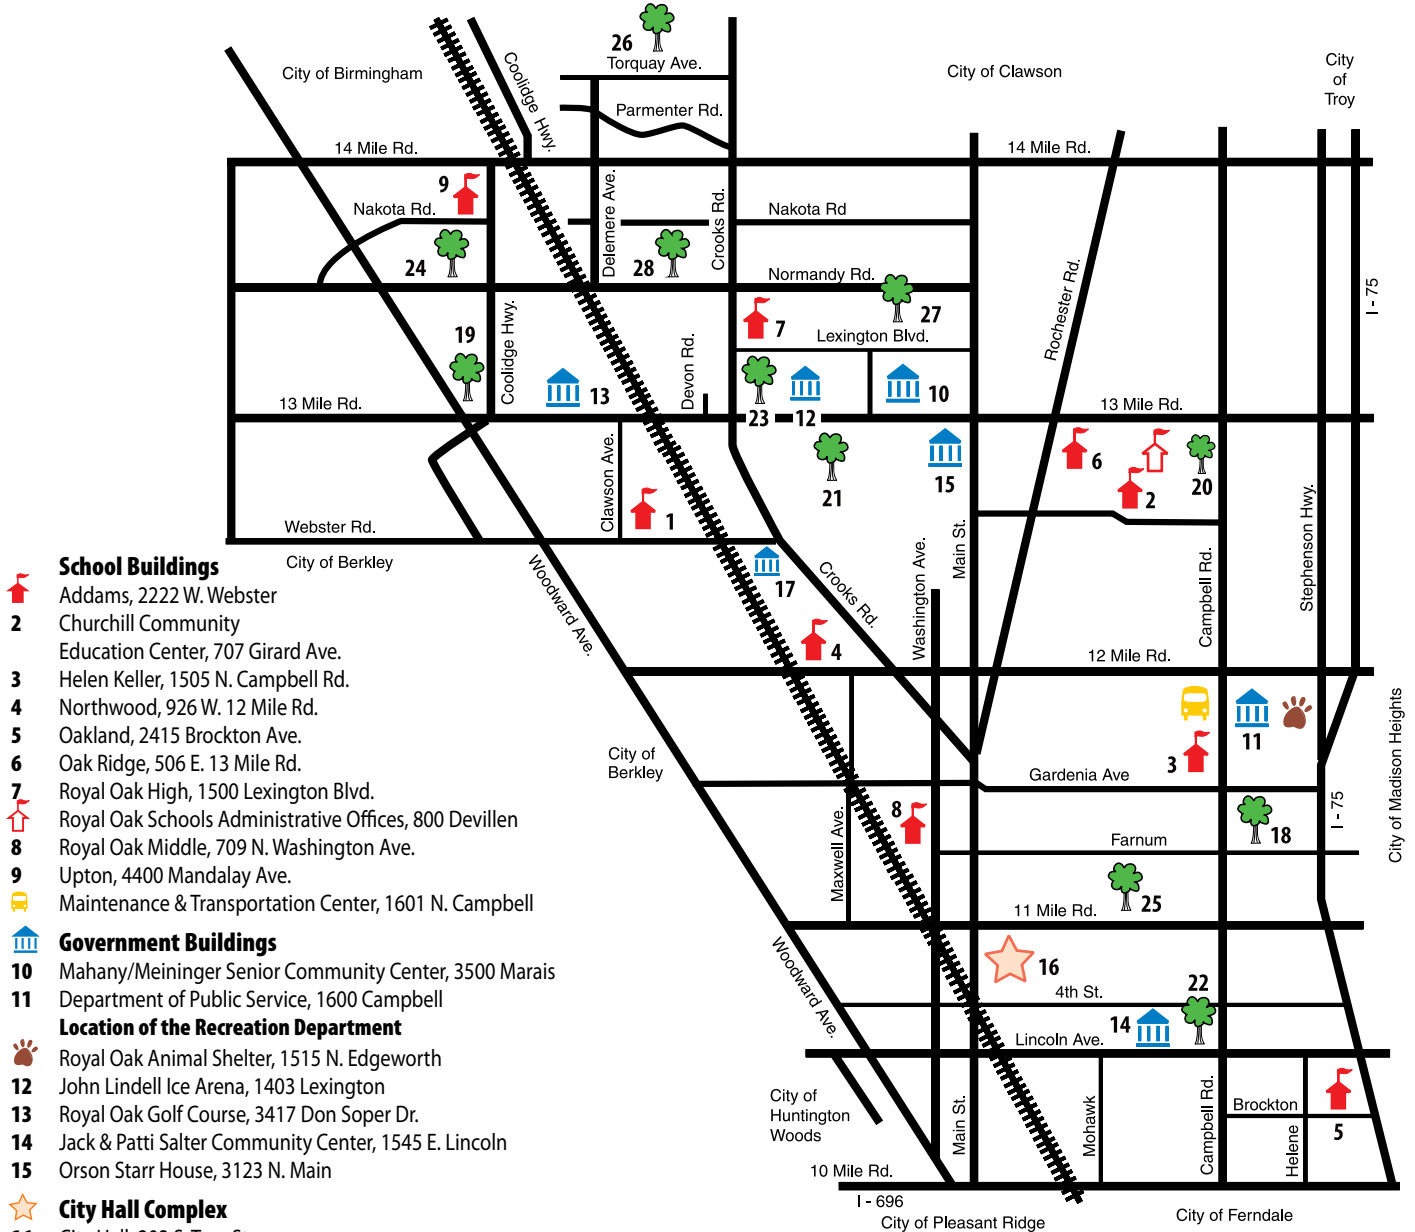 26
Torquay Ave.
City of Birmingham
Coolidge Hwy.
City of Clawson
City
of
Troy
Parmenter Rd.
14 Mile Rd.
14 Mile Rd.
9
Nakota Rd.
Delemere Ave.
Crooks Rd.
Nakota Rd
24
28
Normandy Rd.
Rochester Rd.
I - 75
27
7
Lexington Blvd.
19
Coolidge Hwy.
Devon Rd.
13
10
13 Mile Rd.
23
12
13 Mile Rd.
Clawson Ave.
21
15
6
2
20
1
Webster Rd.
City of Berkley
Woodward Ave.
17
Crooks Rd.
Washington Ave.
Main St.
Campbell Rd.
Stephenson Hwy.
4
12 Mile Rd.
City of
Berkley
11
3
Gardenia Ave
City of Madison Heights
Maxwell Ave.
8
I - 75
18
Farnum
25
11 Mile Rd.
Woodward Ave.
16
22
4th St.
14
Lincoln Ave.
City of
Huntington
Woods
Main St.
Mohawk
Campbell Rd.
Brockton
Helene
5
10 Mile Rd.
I - 696
City of Pleasant Ridge
City of Ferndale
School Buildings
Addams, 2222 W. Webster
2 Churchill Community
Education Center, 707 Girard Ave.
3 Helen Keller, 1505 N. Campbell Rd.
4 Northwood, 926 W. 12 Mile Rd.
5 Oakland, 2415 Brockton Ave.
6 Oak Ridge, 506 E. 13 Mile Rd.
7 Royal Oak High, 1500 Lexington Blvd.
Royal Oak Schools Administrative Offices, 800 Devillen
8 Royal Oak Middle, 709 N. Washington Ave.
9 Upton, 4400 Mandalay Ave.
Maintenance & Transportation Center, 1601 N. Campbell
Government Buildings
10 Mahany/Meininger Senior Community Center, 3500 Marais
11 Department of Public Service, 1600 Campbell
Location of the Recreation Department
Royal Oak Animal Shelter, 1515 N. Edgeworth
12 John Lindell Ice Arena, 1403 Lexington
13 Royal Oak Golf Course, 3417 Don Soper Dr.
14 Jack & Patti Salter Community Center, 1545 E. Lincoln
15 Orson Starr House, 3123 N. Main
City Hall Complex